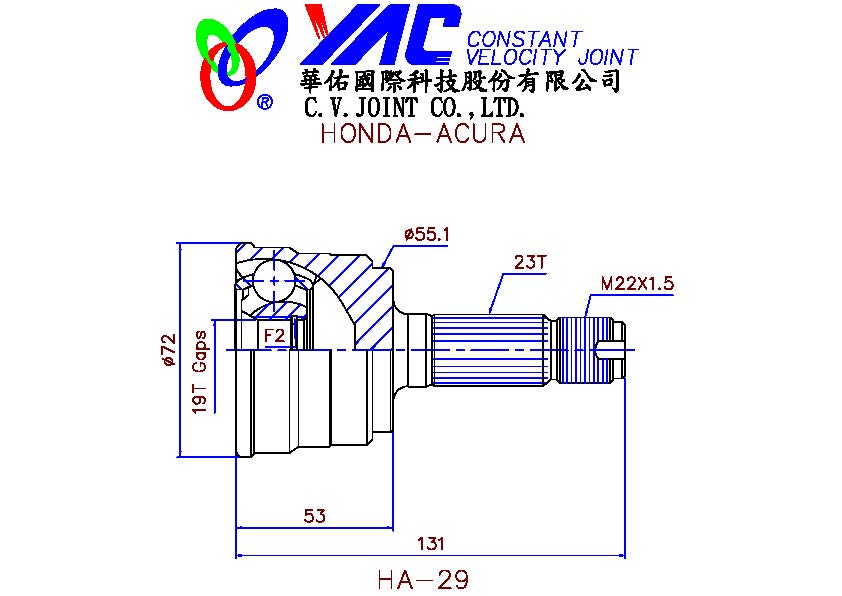 YAC CONSTANT
VELOCITY JOINT
®
華佑國際科技股份有限公司
C.V.JOINT CO.,LTD.
HONDA-ACURA
ø55.1
23T
M22X1.5
ø72
19T Gaps
F2
53
131
HA-29